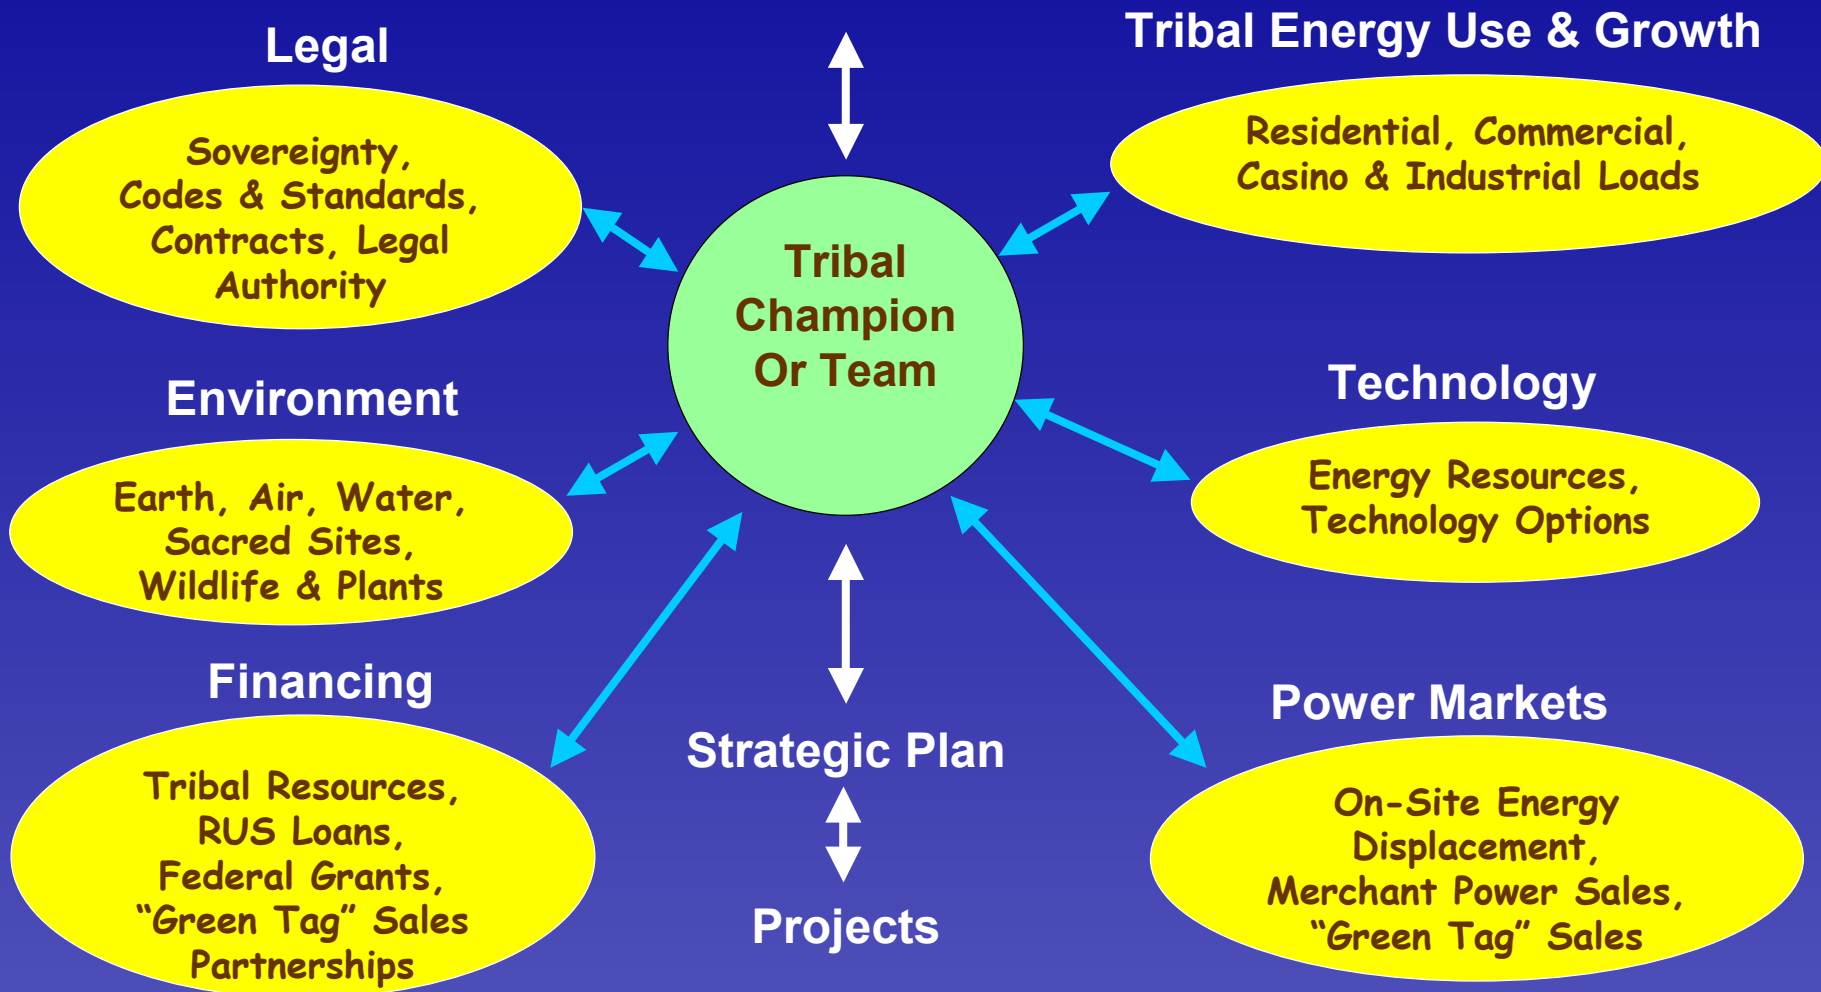 Legal
Sovereignty,
Codes & Standards,
Contracts, Legal
Authority
Environment
Earth, Air, Water,
Sacred Sites,
Wildlife & Plants
Financing
Tribal Resources,
RUS Loans,
Federal Grants,
“Green Tag” Sales
Partnerships
Tribal
Champion
Or Team
Strategic Plan
Projects
Tribal Energy Use & Growth
Residential, Commercial,
Casino & Industrial Loads
Technology
Energy Resources,
Technology Options
Power Markets
On-Site Energy
Displacement,
Merchant Power Sales,
“Green Tag” Sales